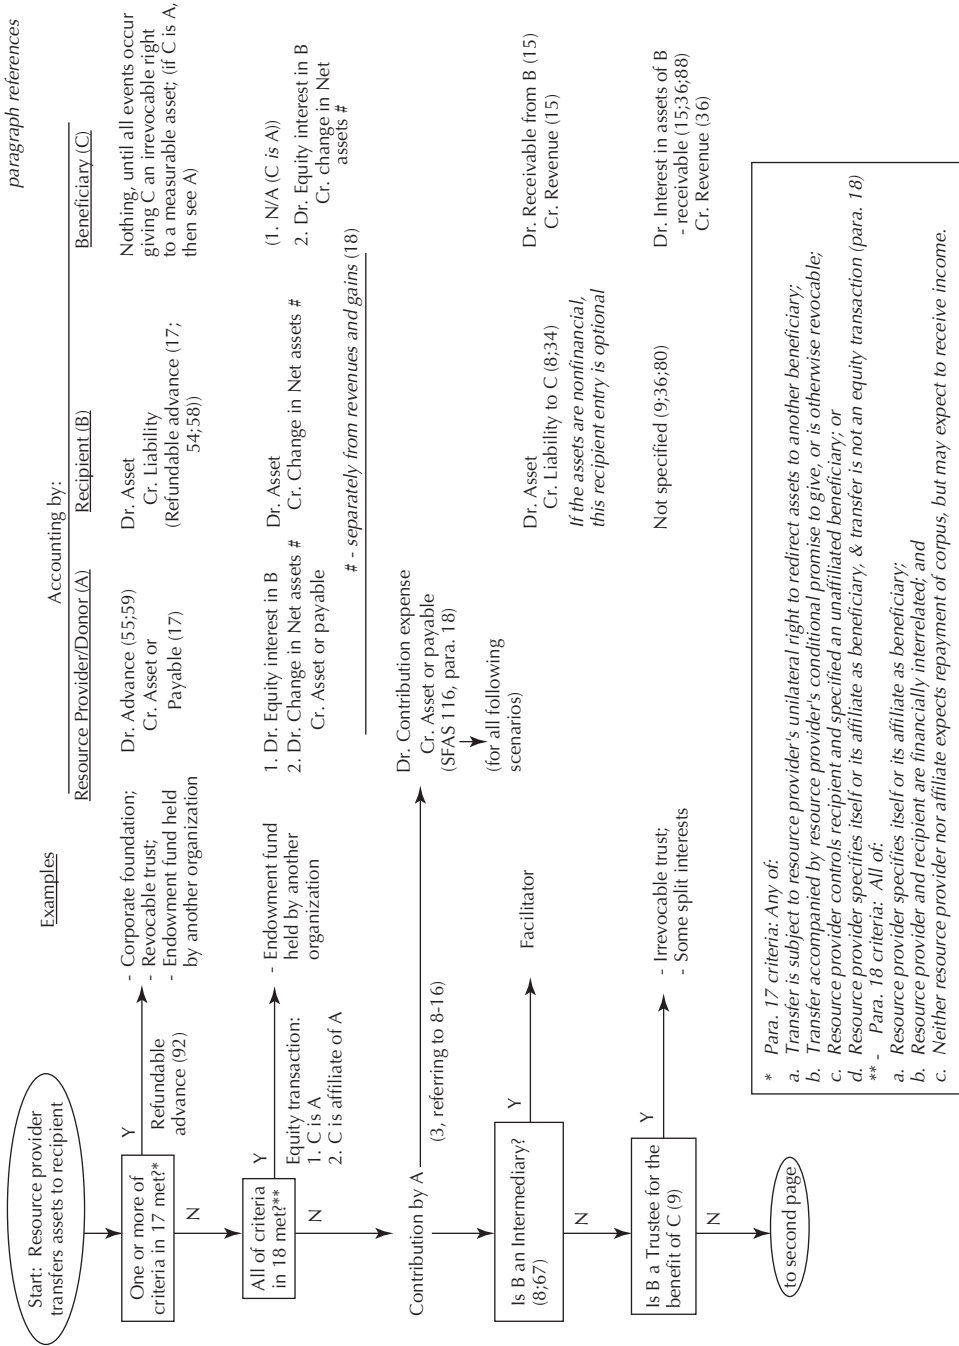 paragraph references
Accounting by:
Examples
Resource Provider/Donor (A)
Recipient (B)
Beneficiary (C)
Start: Resource provider
transfers assets to recipient
One or more of
criteria in 17 met?*
Y
Refundable
advance (92)
- Corporate foundation;
- Revocable trust;
- Endowment fund held
by another organization
Dr. Advance (55;59)
Cr. Asset or
Payable (17)
Dr. Asset
Cr. Liability
(Refundable advance (17;
54;58))
Nothing, until all events occur
giving C an irrevocable right
to a measurable asset; (if C is A,
then see A)
N
All of criteria
in 18 met?**
Y
Equity transaction:
1. C is A
2. C is affiliate of A
- Endowment fund
held by another
organization
1. Dr. Equity interest in B
2. Dr. Change in Net assets #
Cr. Asset or payable
Dr. Asset
Cr. Change in Net assets #
(1. N/A (C is A))
2. Dr. Equity interest in B
Cr. change in Net
assets #
# - separately from revenues and gains (18)
N
Contribution by A
(3, referring to 8-16)
Dr. Contribution expense
Cr. Asset or payable
(SFAS 116, para. 18)
(for all following
scenarios)
Is B an Intermediary?
(8;67)
Y
Facilitator
Dr. Asset
Cr. Liability to C (8;34)
If the assets are nonfinancial,
this recipient entry is optional
Dr. Receivable from B (15)
Cr. Revenue (15)
N
Is B a Trustee for the
benefit of C (9)
Y
- Irrevocable trust;
- Some split interests
Not specified (9;36;80)
Dr. Interest in assets of B
- receivable (15;36;88)
Cr. Revenue (36)
N
to second page
* Para. 17 criteria: Any of:
a. Transfer is subject to resource provider's unilateral right to redirect assets to another beneficiary;
b. Transfer accompanied by resource provider's conditional promise to give, or is otherwise revocable;
c. Resource provider controls recipient and specified an unaffiliated beneficiary; or
d. Resource provider specifies itself or its affiliate as beneficiary, & transfer is not an equity transaction (para. 18)
** - Para. 18 criteria: All of:
a. Resource provider specifies itself or its affiliate as beneficiary;
b. Resource provider and recipient are financially interrelated; and
c. Neither resource provider nor affiliate expects repayment of corpus, but may expect to receive income.